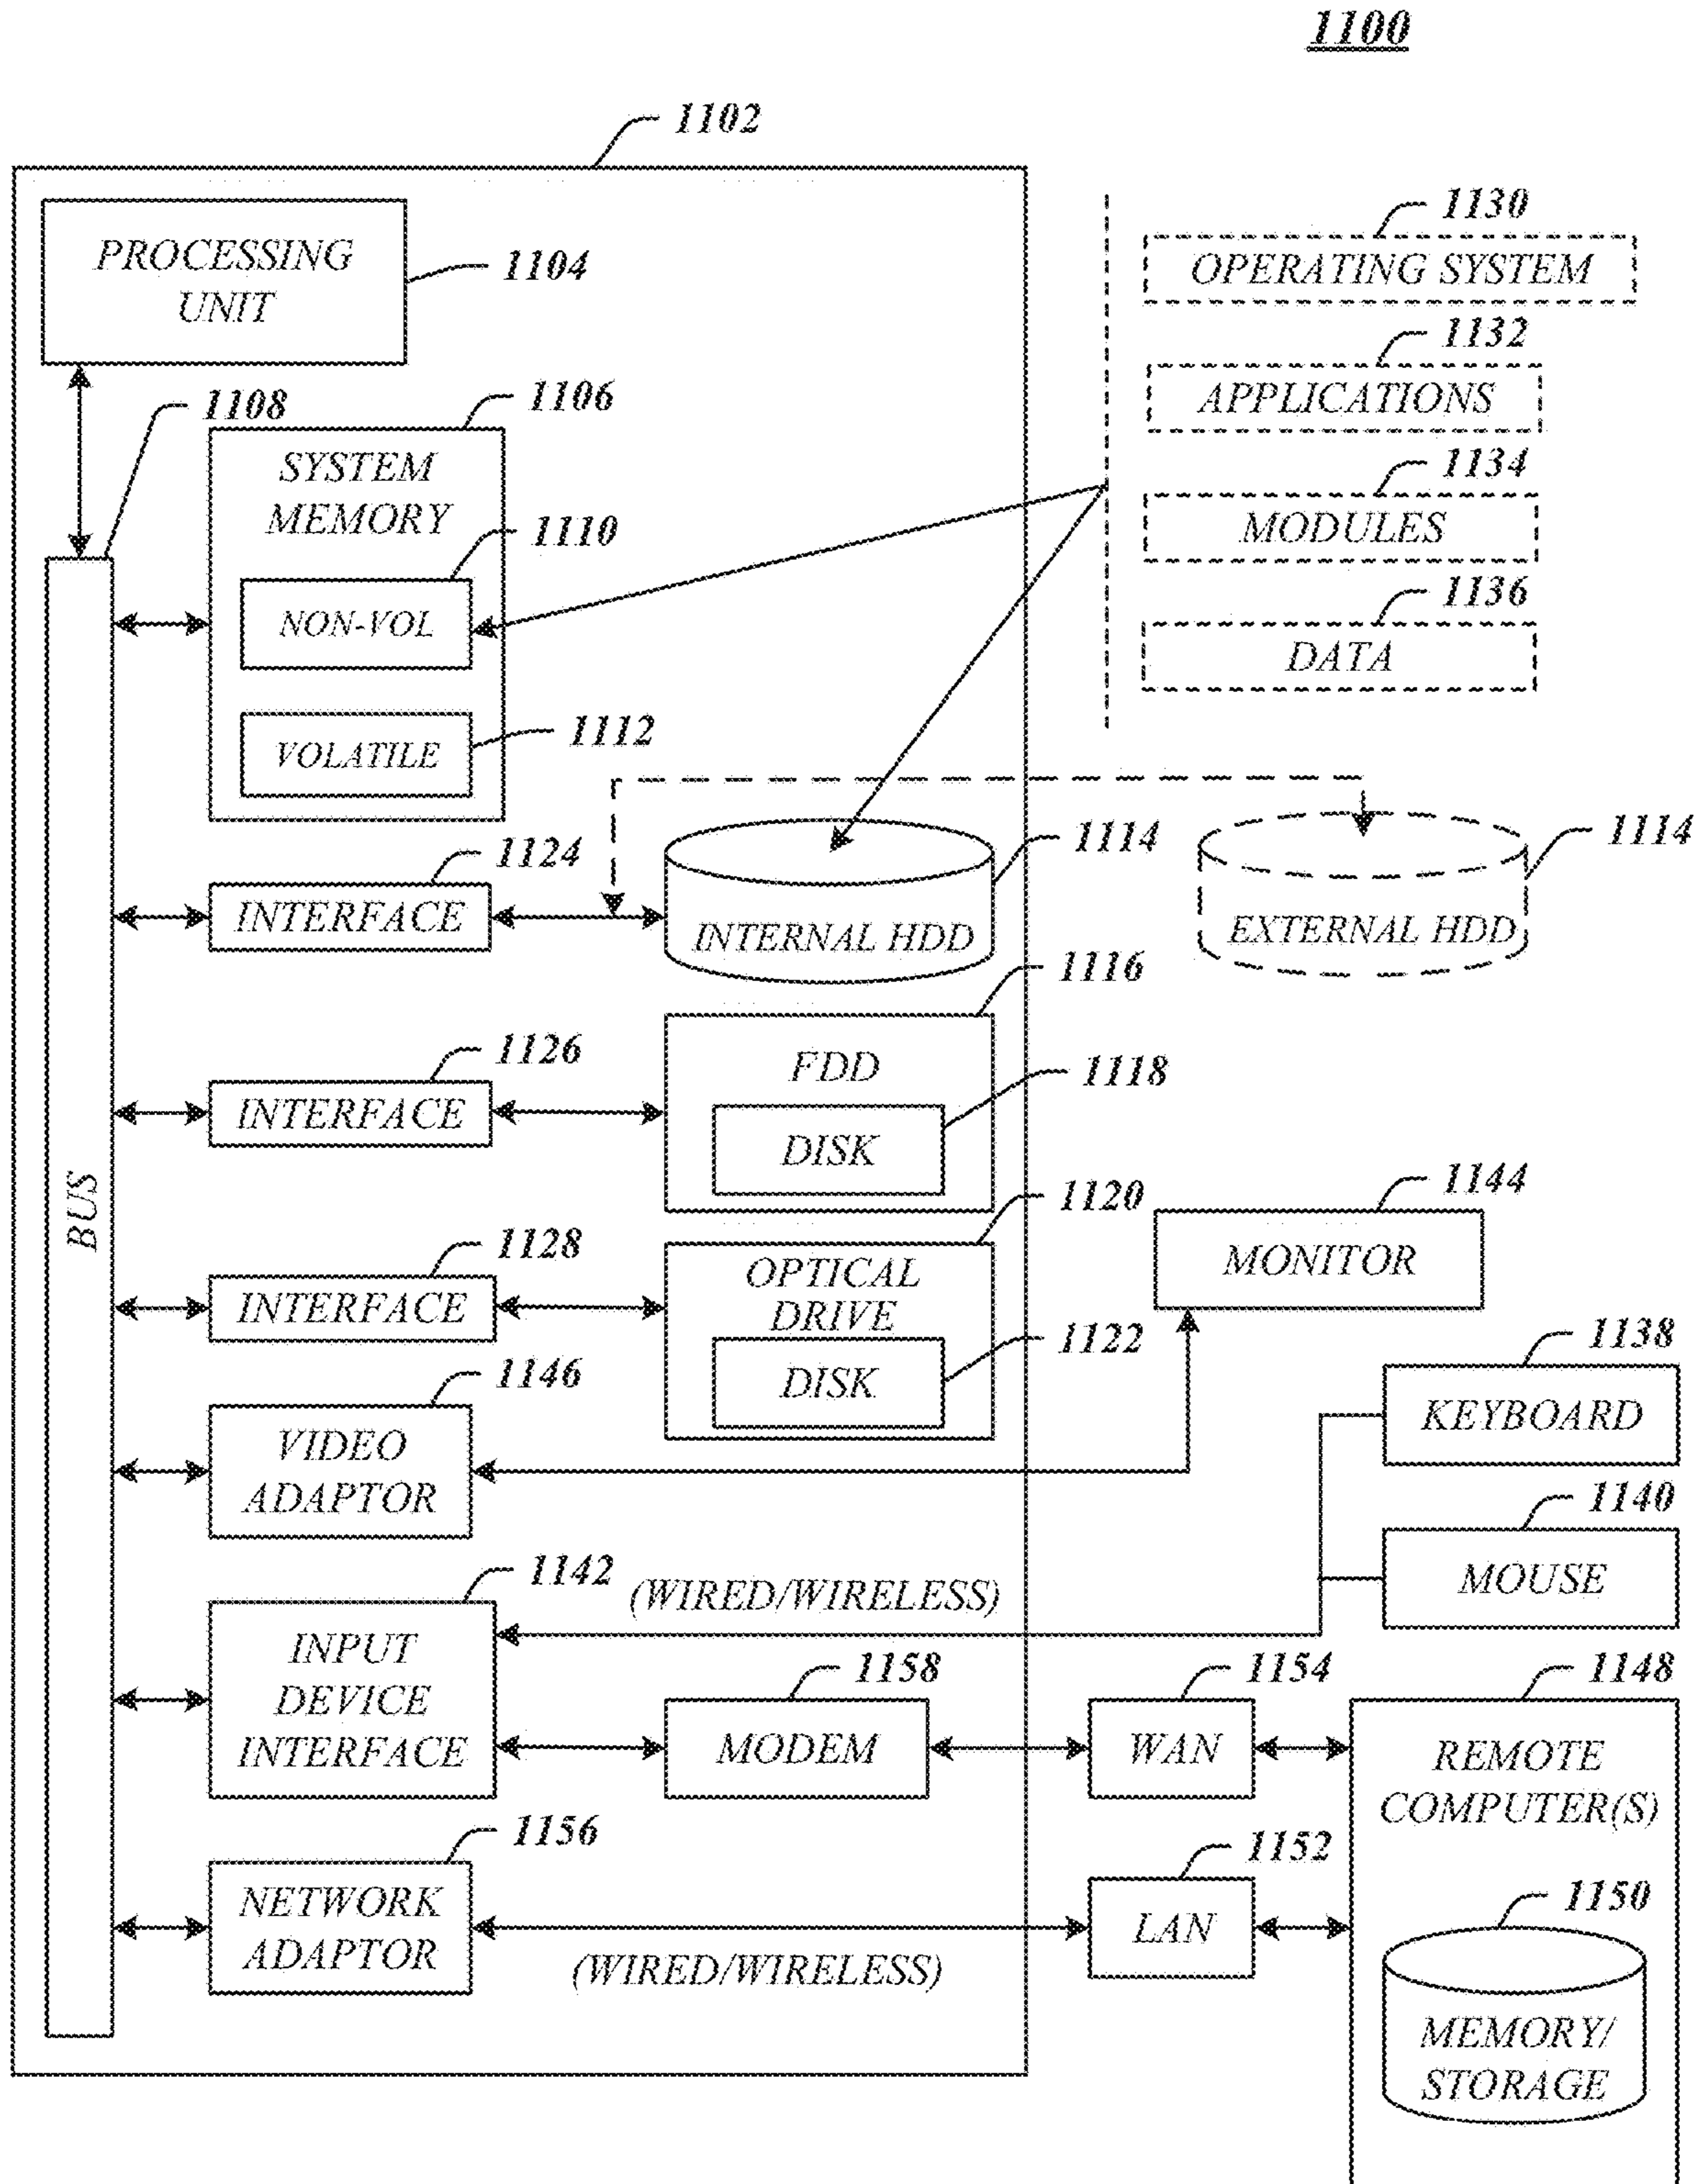 1100
1102
PROCESSING
UNIT
1104
1130
OPERATING SYSTEM
1132
APPLICATIONS
1134
MODULES
1136
DATA
1108
1106
SYSTEM
MEMORY
1110
NON-VOL
1112
VOLATILE
BUS
1124
INTERFACE
1114
INTERNAL HDD
1114
EXTERNAL HDD
1126
INTERFACE
1116
FDD
1118
DISK
1128
INTERFACE
1120
OPTICAL
DRIVE
1122
DISK
1144
MONITOR
1146
VIDEO
ADAPTOR
1138
KEYBOARD
1140
MOUSE
1142
INPUT
DEVICE
INTERFACE
(WIRED/WIRELESS)
1158
MODEM
1154
WAN
1148
REMOTE
COMPUTER(S)
1156
NETWORK
ADAPTOR
(WIRED/WIRELESS)
1152
LAN
1150
MEMORY/
STORAGE